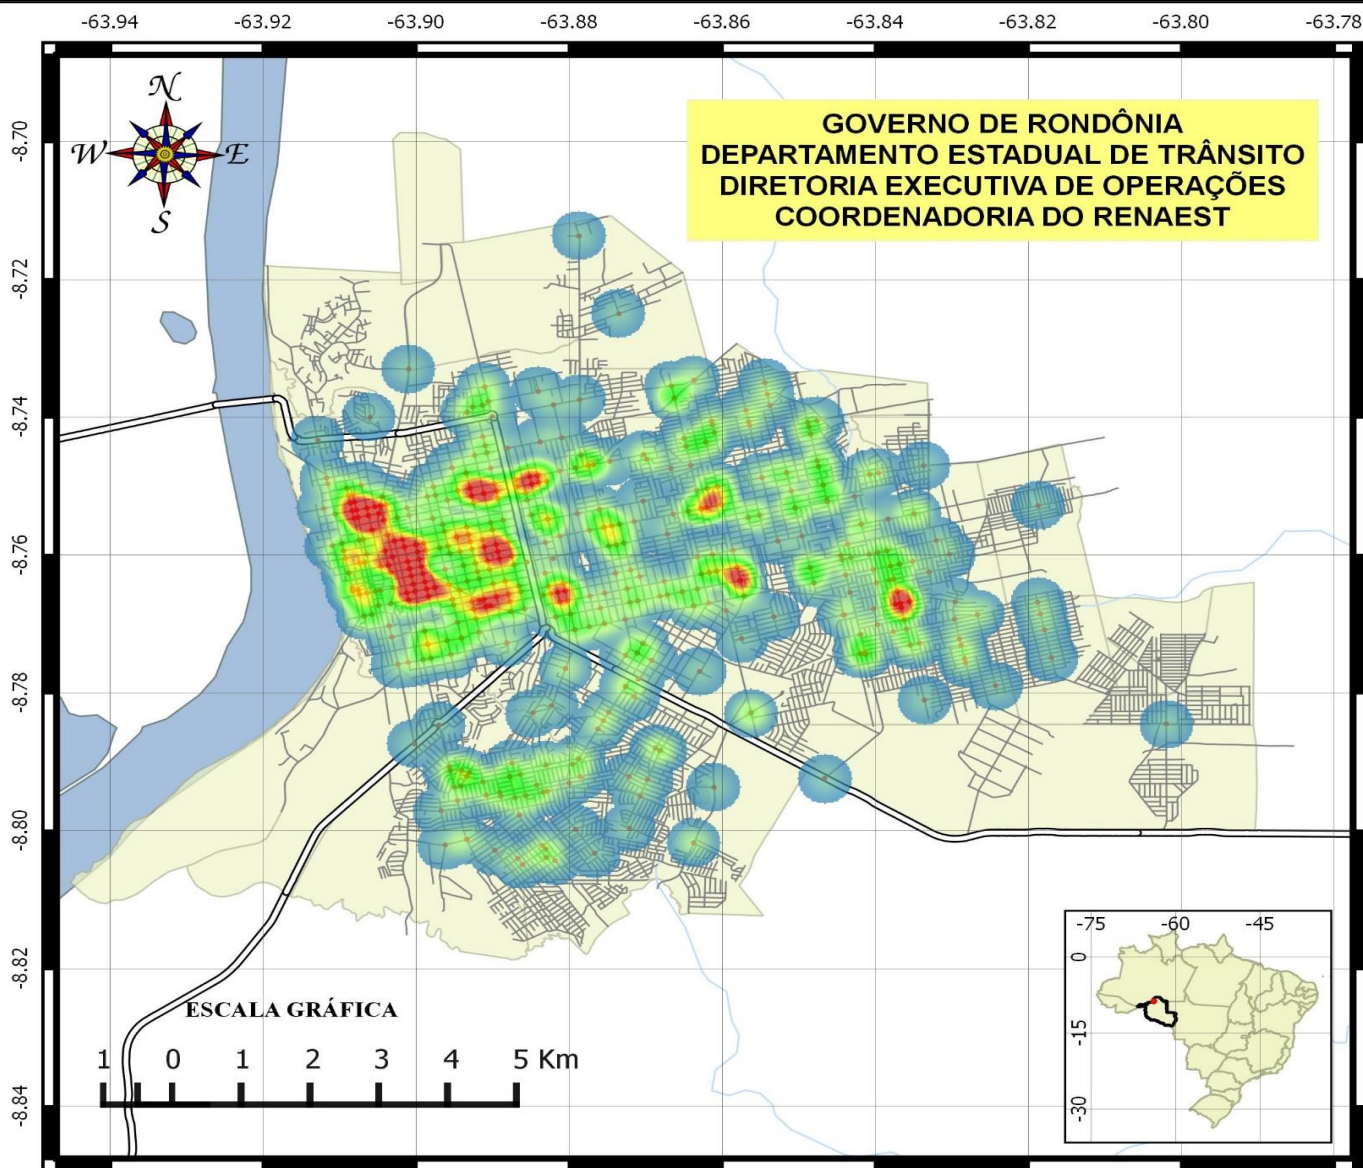 -63.94 -63.92 -63.90 -63.88 -63.86 -63.84 -63.82 -63.80 -63.78
N
W E
S
GOVERNO DE RONDÔNIA
DEPARTAMENTO ESTADUAL DE TRÂNSITO
DIRETORIA EXECUTIVA DE OPERAÇÕES
COORDENADORIA DO RENAEST
-8.70
-8.72
-8.74
-8.76
-8.78
-8.80
-8.82
-8.84
ESCALA GRÁFICA
1 0 1 2 3 4 5 Km
-75 -60 -45
0
-15
-30